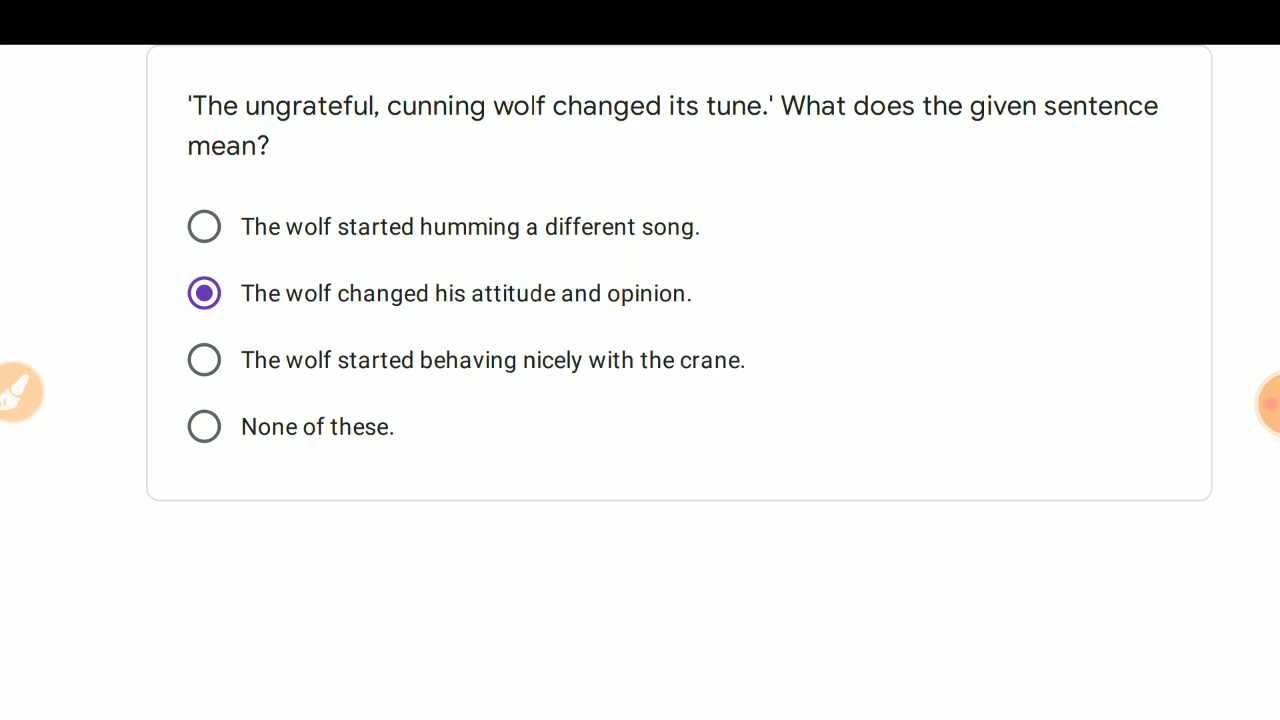 'The ungrateful, cunning wolf changed its tune.' What does the given sentence
mean?
The wolf started humming a different song.
The wolf changed his attitude and opinion.
The wolf started behaving nicely with the crane.
None of these.